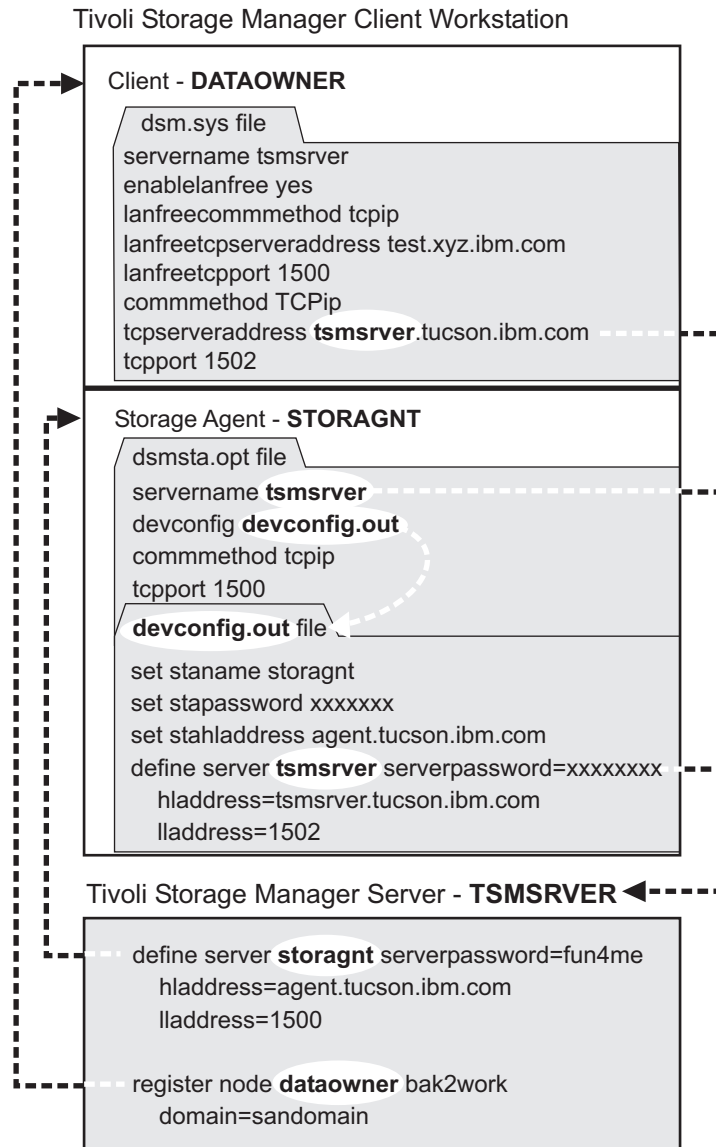 Tivoli Storage Manager Client Workstation
Client - DATAOWNER
dsm.sys file
servername tsmsrver
enablelanfree yes
lanfreecommmethod tcpip
lanfreetcpserveraddress test.xyz.ibm.com
lanfreetcpport 1500
commmethod TCPip
tcpserveraddress tsmsrver.tucson.ibm.com
tcpport 1502
Storage Agent - STORAGNT
dsmsta.opt file
servername tsmsrver
devconfig devconfig.out
commmethod tcpip
tcpport 1500
devconfig.out file
set staname storagnt
set stapassword xxxxxxx
set stahladdress agent.tucson.ibm.com
define server tsmsrver serverpassword=xxxxxxxx
hladdress=tsmsrver.tucson.ibm.com
lladdress=1502
Tivoli Storage Manager Server - TSMSRVER
define server storagnt serverpassword=fun4me
hladdress=agent.tucson.ibm.com
lladdress=1500
register node dataowner bak2work
domain=sandomain